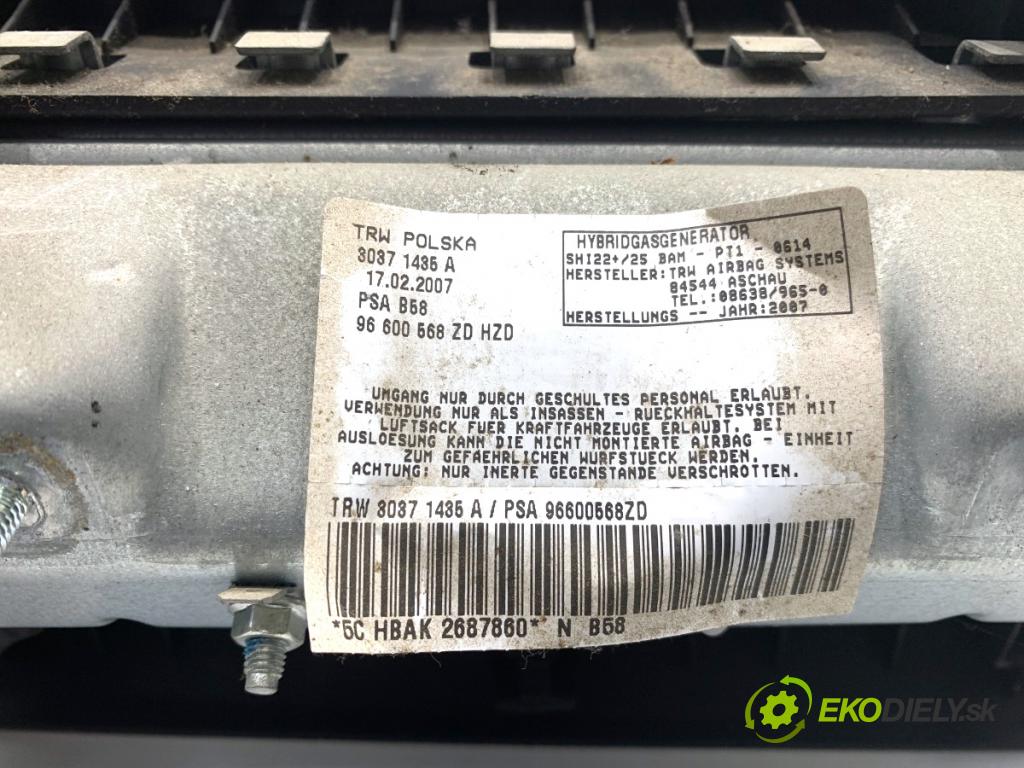 TRW POLSKA
3037 1435 A
17.02.2007
PSA B58
96 600 568 ZD HZD
HYBRIDGASGENERATOR
SHI22+/25 BAM - PT1 - 0614
HERSTELLER: TRW AIRBAG SYSTEMS
84544 ASCHAU
TEL.:08638/965-0
HERSTELLUNGS -- JAHR:2007
UMGANG NUR DURCH GESCHULTES PERSONAL ERLAUBT.
VERWENDUNG NUR ALS INSASSEN - RUECKHALTESYSTEM MIT
LUFTSACK FUER KRAFTFAHRZEUGE ERLAUBT. BEI
AUSLOESUNG KANN DIE NICHT MONTIERTE AIRBAG - EINHEIT
ZUM GEFAEHRLICHEN WURFSTUECK WERDEN.
ACHTUNG: NUR INERTE GEGENSTANDE VERSCHROTTEN.
TRW 3037 1435 A / PSA 96600568ZD
*5C HBAK 2687860* N B58
EKODIELY.sk